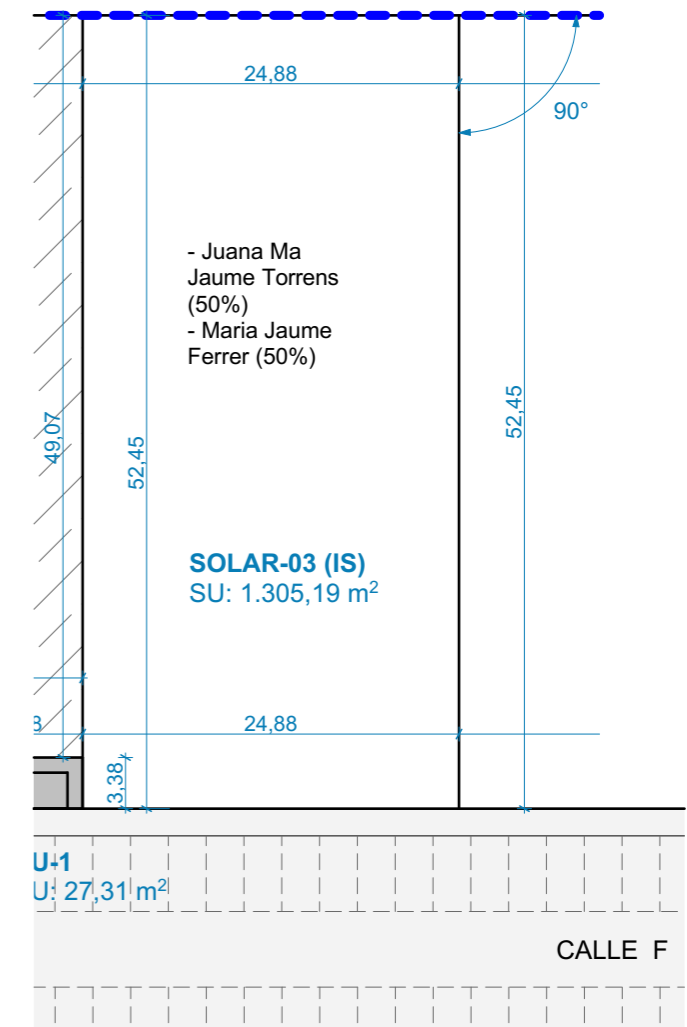 24,88
90°
- Juana Ma
Jaume Torrens
(50%)
- Maria Jaume
Ferrer (50%)
49,07
52,45
52,45
SOLAR-03 (IS)
SU: 1.305,19 m²
8
24,88
3,38
U-1
U: 27,31 m²
CALLE F